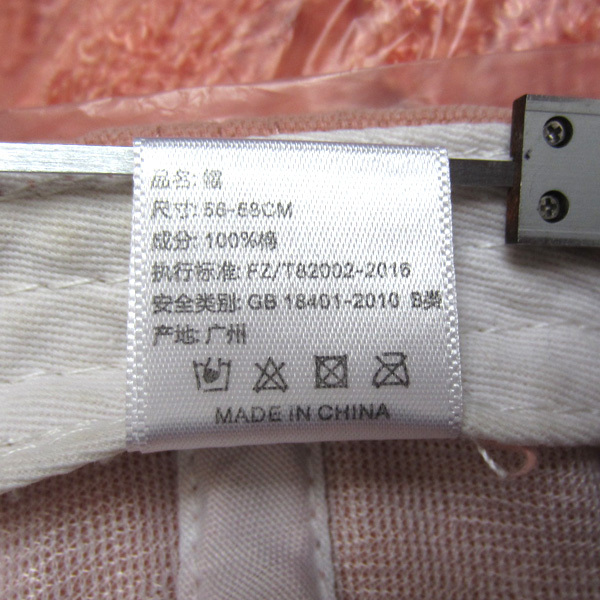 品名: 帽
尺寸: 56-58CM
成分: 100%棉
执行标准: FZ/T82002-2016
安全类别: GB 18401-2010 B类
产地: 广州
MADE IN CHINA